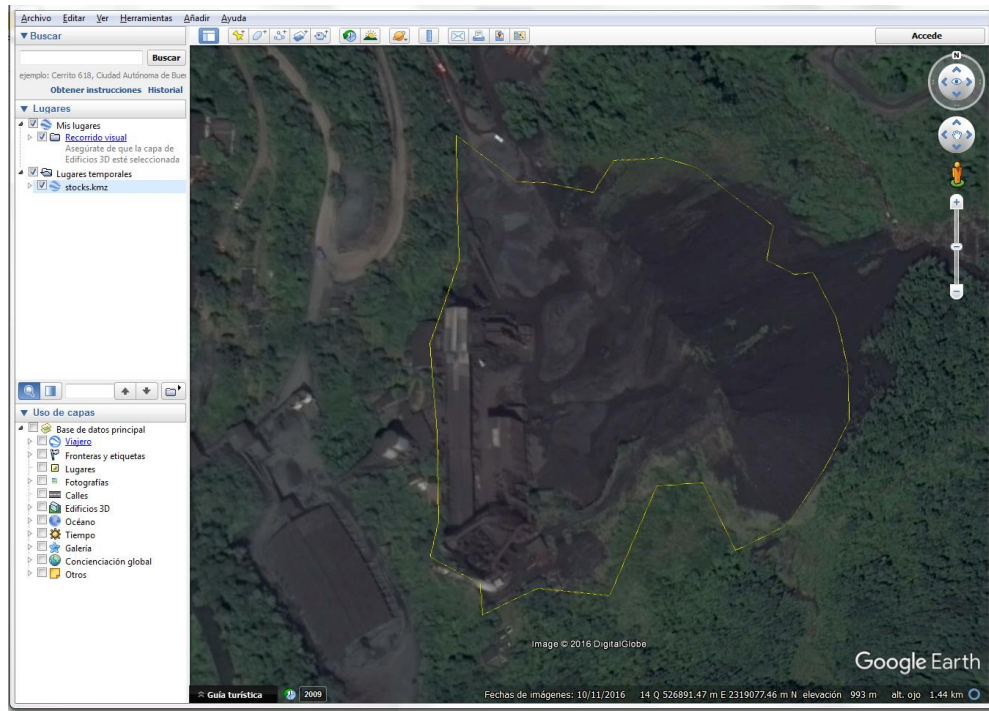 Archivo Editar Ver Herramientas Añadir Ayuda
Buscar
Accede
Buscar
ejemplo: Cerrito 618, Ciudad Autónoma de Bue
Obtener instrucciones Historial
Lugares
Mis lugares
Recorrido visual
Asegúrate de que la capa de
Edificios 3D esté seleccionada
Lugares temporales
stocks.kmz
Uso de capas
Base de datos principal
Viajero
Fronteras y etiquetas
Lugares
Fotografías
Calles
Edificios 3D
Océano
Tiempo
Galería
Concienciación global
Otros
N
Image © 2016 DigitalGlobe
Google Earth
Guía turística 2009 Fechas de imágenes: 10/11/2016 14 Q 526891.47 m E 2319077.46 m N elevación 993 m alt. ojo 1.44 km